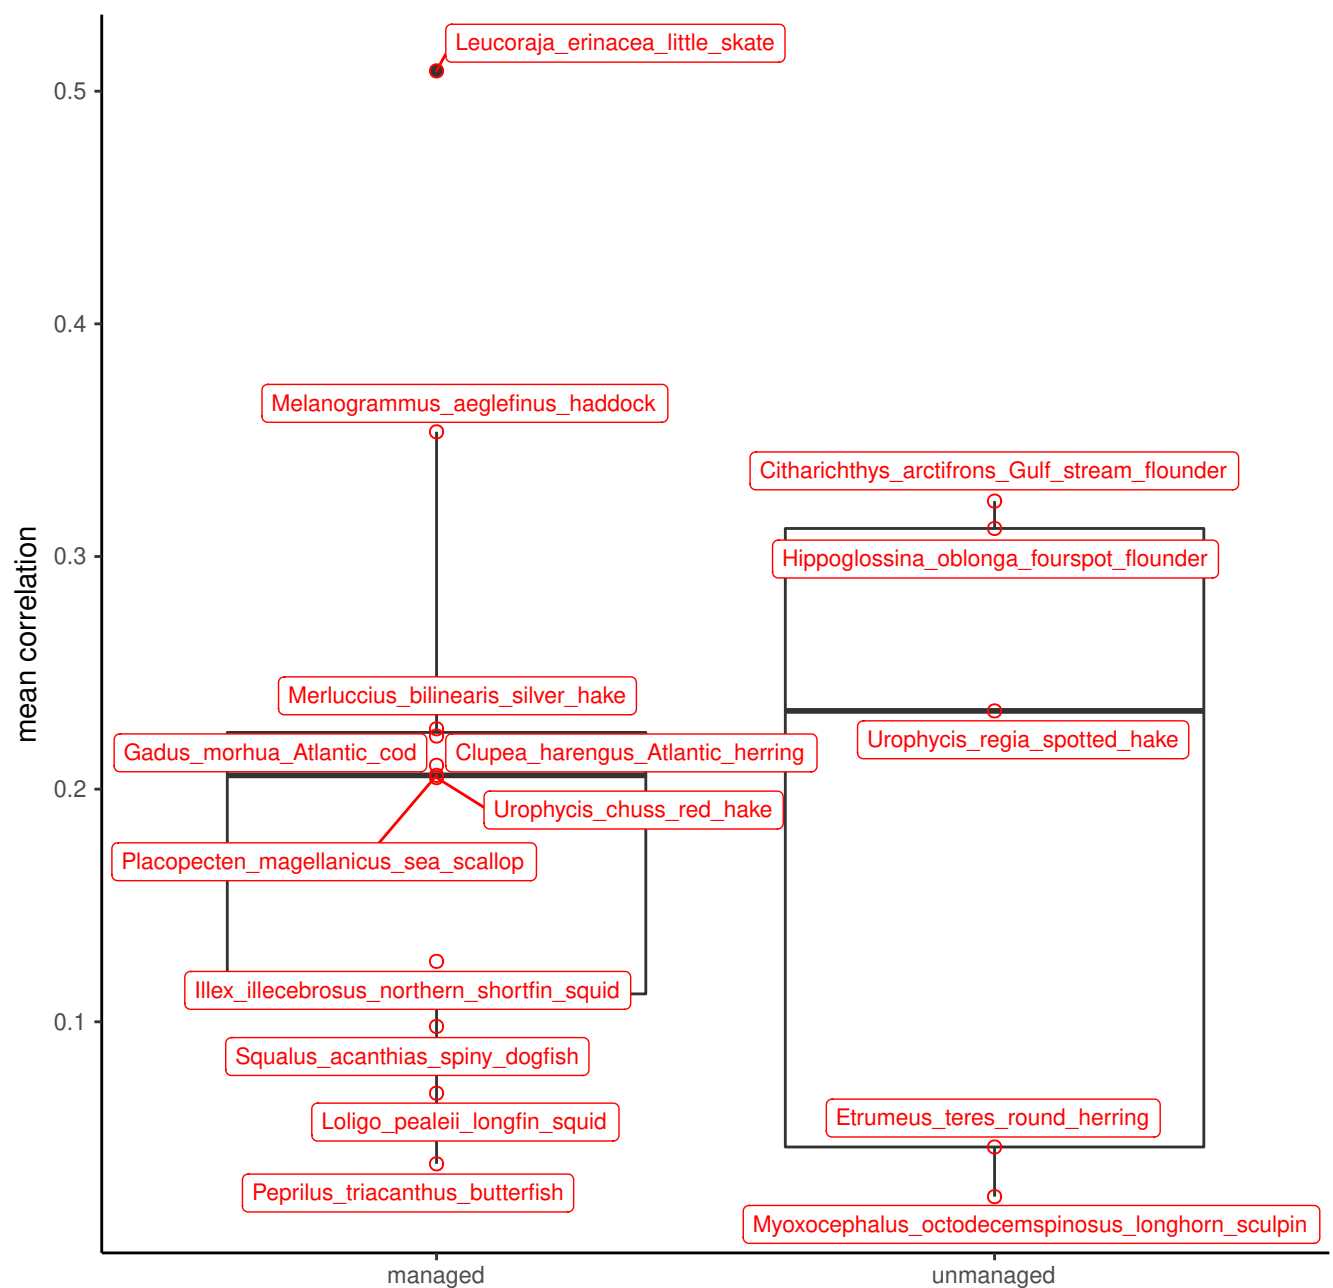 Leucoraja_erinacea_little_skate
0.5
0.4
Melanogrammus_aeglefinus_haddock
Citharichthys_arctifrons_Gulf_stream_flounder
0.3
Hippoglossina_oblonga_fourspot_flounder
mean correlation
Merluccius_bilinearis_silver_hake
Urophycis_regia_spotted_hake
Gadus_morhua_Atlantic_cod
Clupea_harengus_Atlantic_herring
0.2
Urophycis_chuss_red_hake
Placopecten_magellanicus_sea_scallop
Illex_illecebrosus_northern_shortfin_squid
0.1
Squalus_acanthias_spiny_dogfish
Loligo_pealeii_longfin_squid
Etrumeus_teres_round_herring
Peprilus_triacanthus_butterfish
Myoxocephalus_octodecemspinosus_longhorn_sculpin
managed
unmanaged